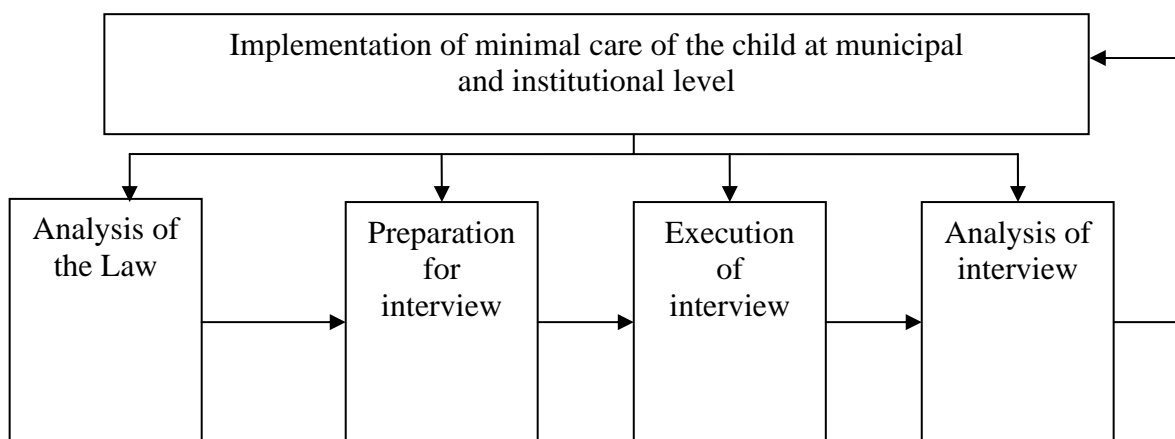 Implementation of minimal care of the child at municipal
and institutional level
Analysis of
the Law
Preparation
for
interview
Execution
of
interview
Analysis of
interview